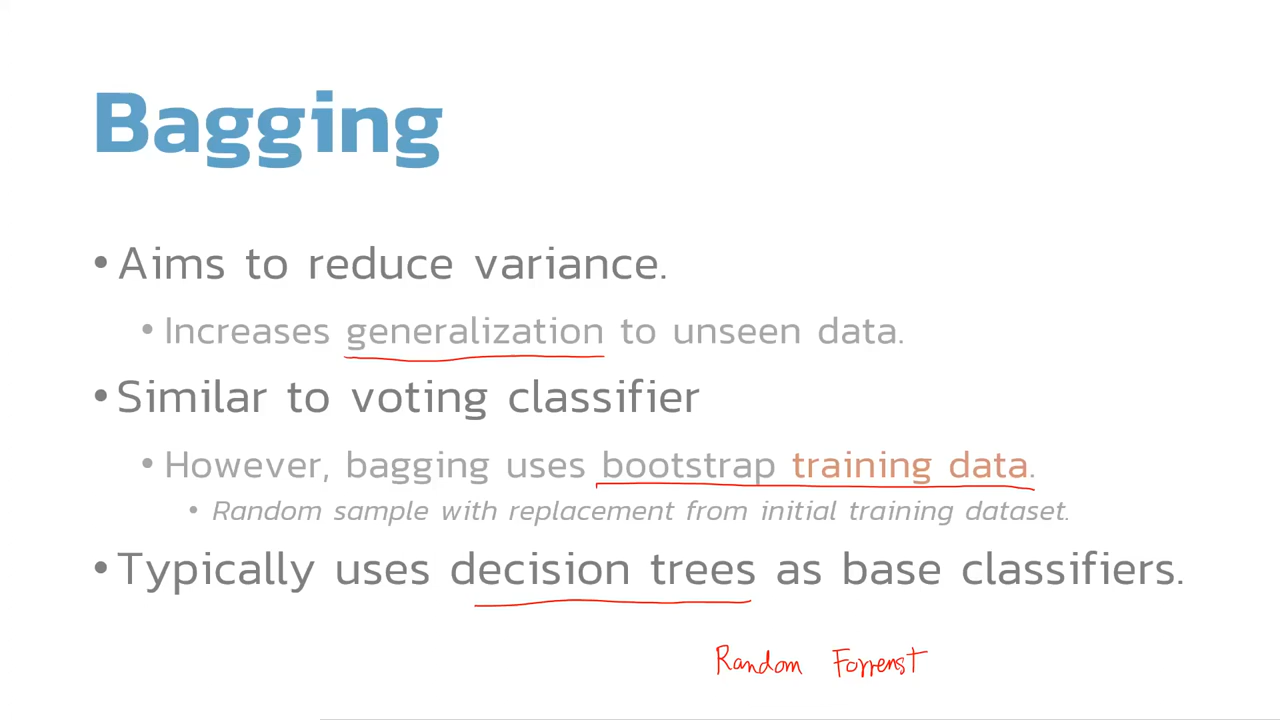 Bagging
• Aims to reduce variance.
• Increases generalization to unseen data.
• Similar to voting classifier
• However, bagging uses bootstrap training data.
• Random sample with replacement from initial training dataset.
• Typically uses decision trees as base classifiers.
Random Forrenst